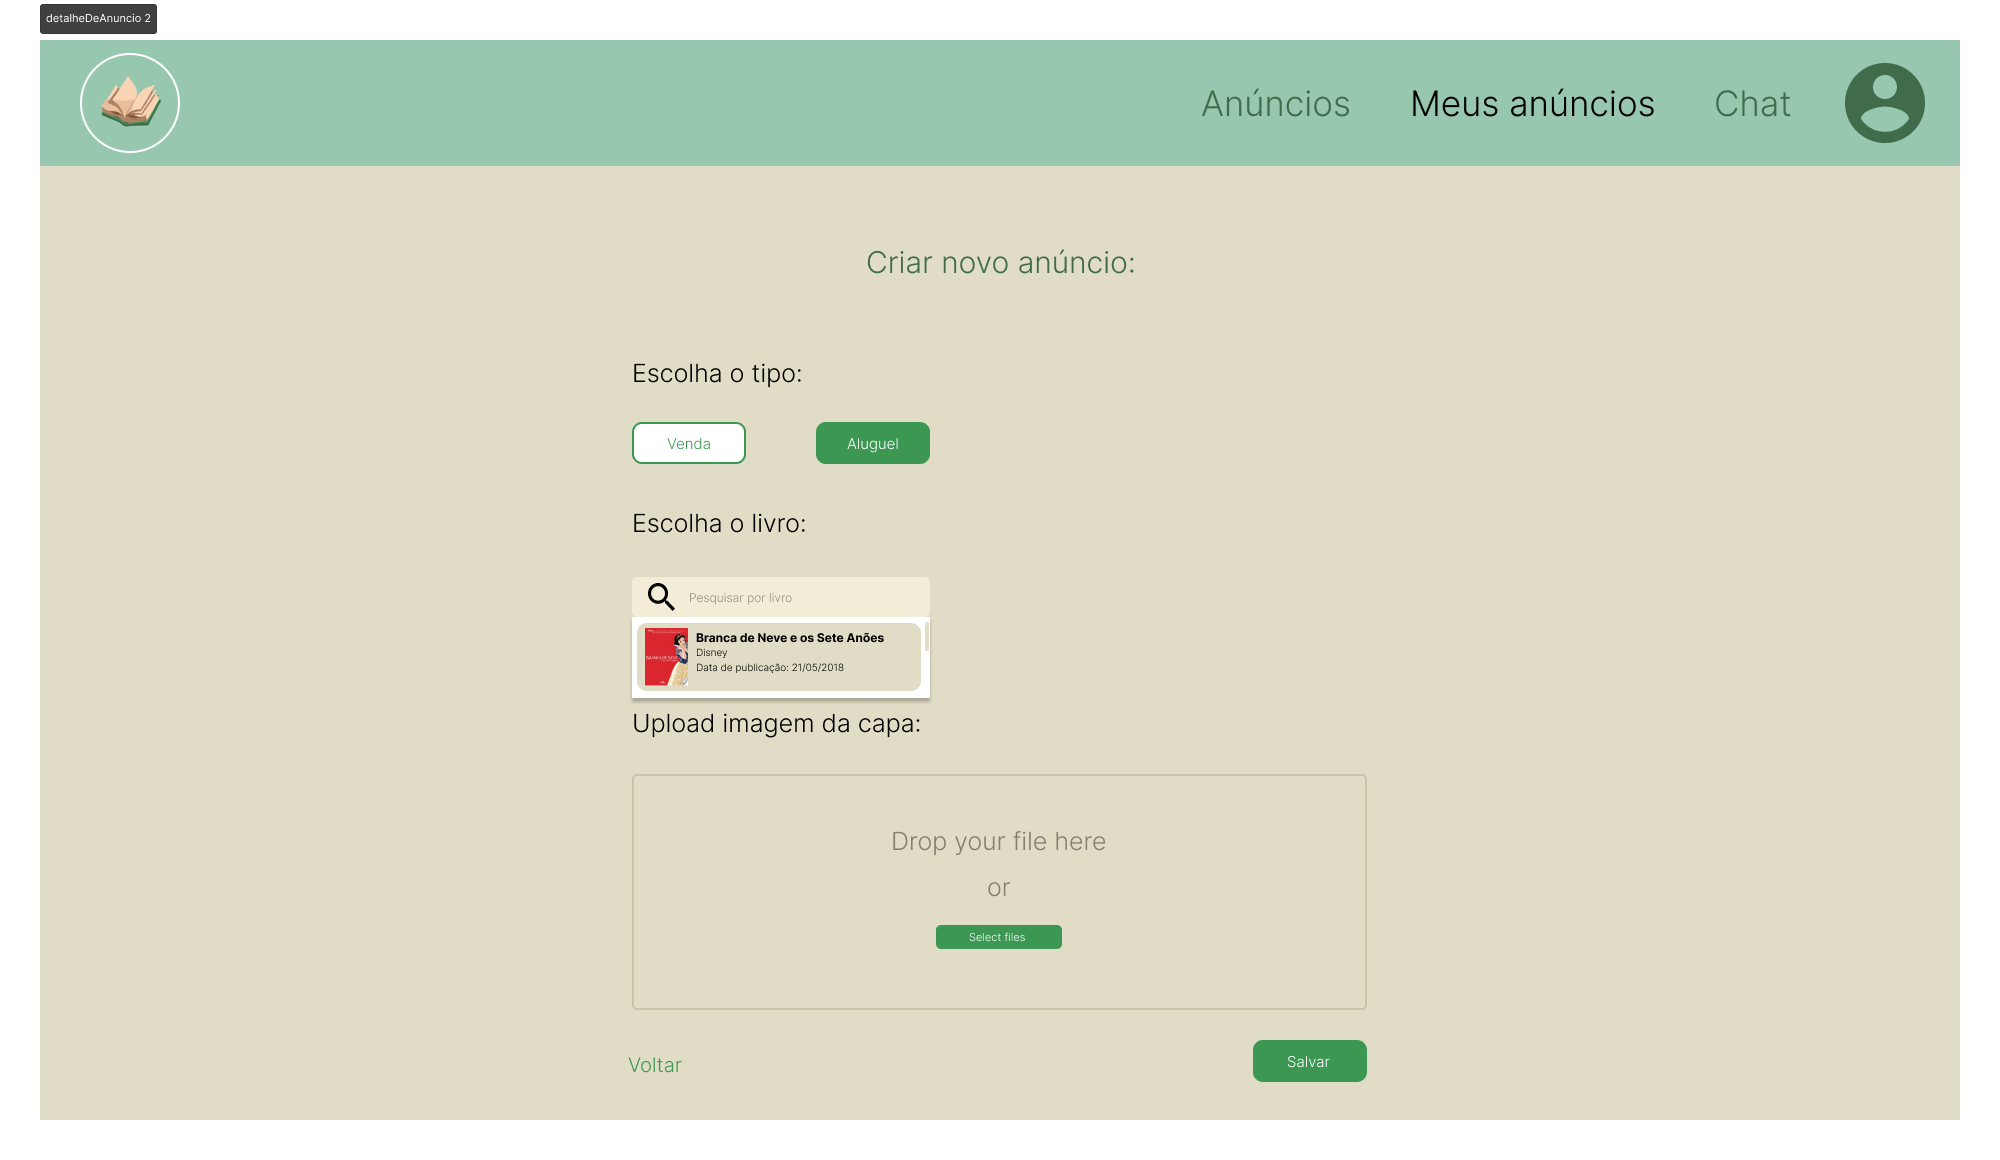 detalheDeAnuncio 2
Anúncios Meus anúncios Chat
Criar novo anúncio:
Escolha o tipo:
Venda Aluguel
Escolha o livro:
Pesquisar por livro
Branca de Neve e os Sete Anões
Disney
Data de publicação: 21/05/2018
Upload imagem da capa:
Drop your file here
or
Select files
Voltar Salvar